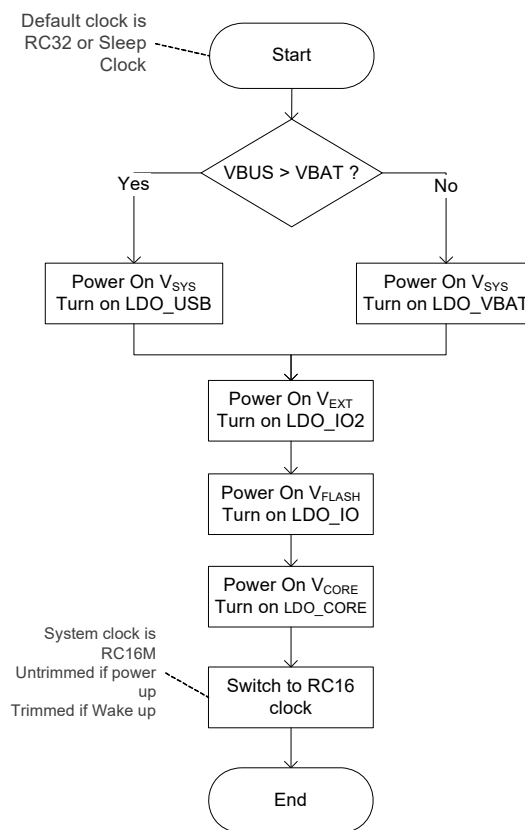 Default clock is
RC32 or Sleep
Clock
Start
VBUS > VBAT ?
Yes
No
Power On VSYS
Turn on LDO_USB
Power On VSYS
Turn on LDO_VBAT
Power On VEXT
Turn on LDO_IO2
Power On VFLASH
Turn on LDO_IO
Power On VCORE
Turn on LDO_CORE
System clock is
RC16M
Untrimmed if power
up
Trimmed if Wake up
Switch to RC16
clock
End